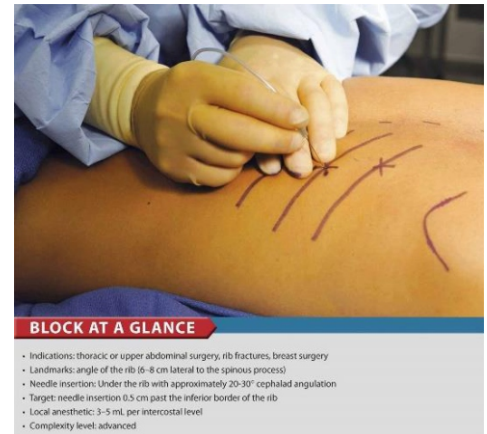 BLOCK AT A GLANCE
• Indications: thoracic or upper abdominal surgery, rib fractures, breast surgery
• Landmarks: angle of the rib (6–8 cm lateral to the spinous process)
• Needle insertion: Under the rib with approximately 20-30° cephalad angulation
• Target: needle insertion 0.5 cm past the inferior border of the rib
• Local anesthetic: 3–5 mL per intercostal level
• Complexity level: advanced